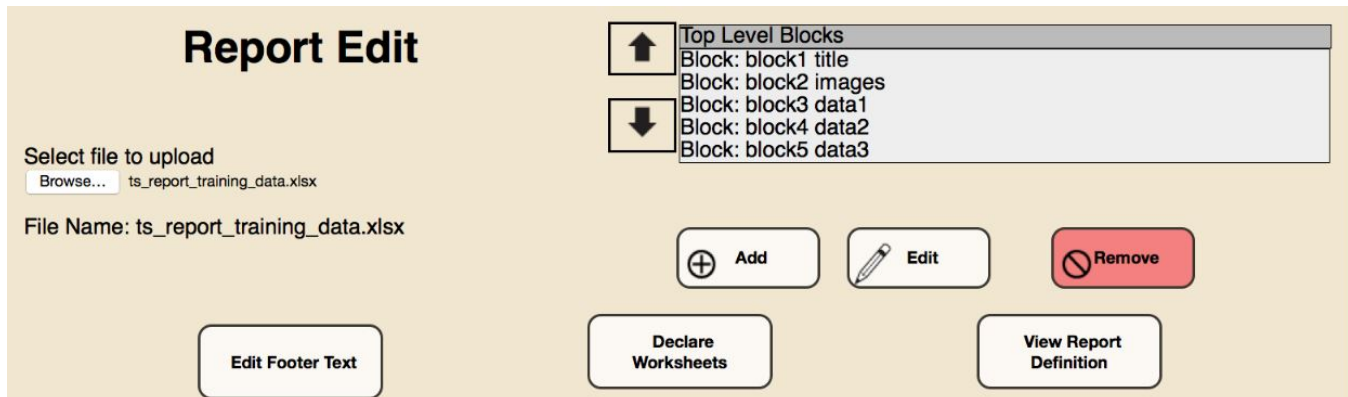 Report Edit
Top Level Blocks
Block: block1 title
Block: block2 images
Block: block3 data1
Block: block4 data2
Block: block5 data3
Select file to upload
Browse... ts_report_training_data.xlsx
File Name: ts_report_training_data.xlsx
Add
Edit
Remove
Edit Footer Text
Declare
Worksheets
View Report
Definition